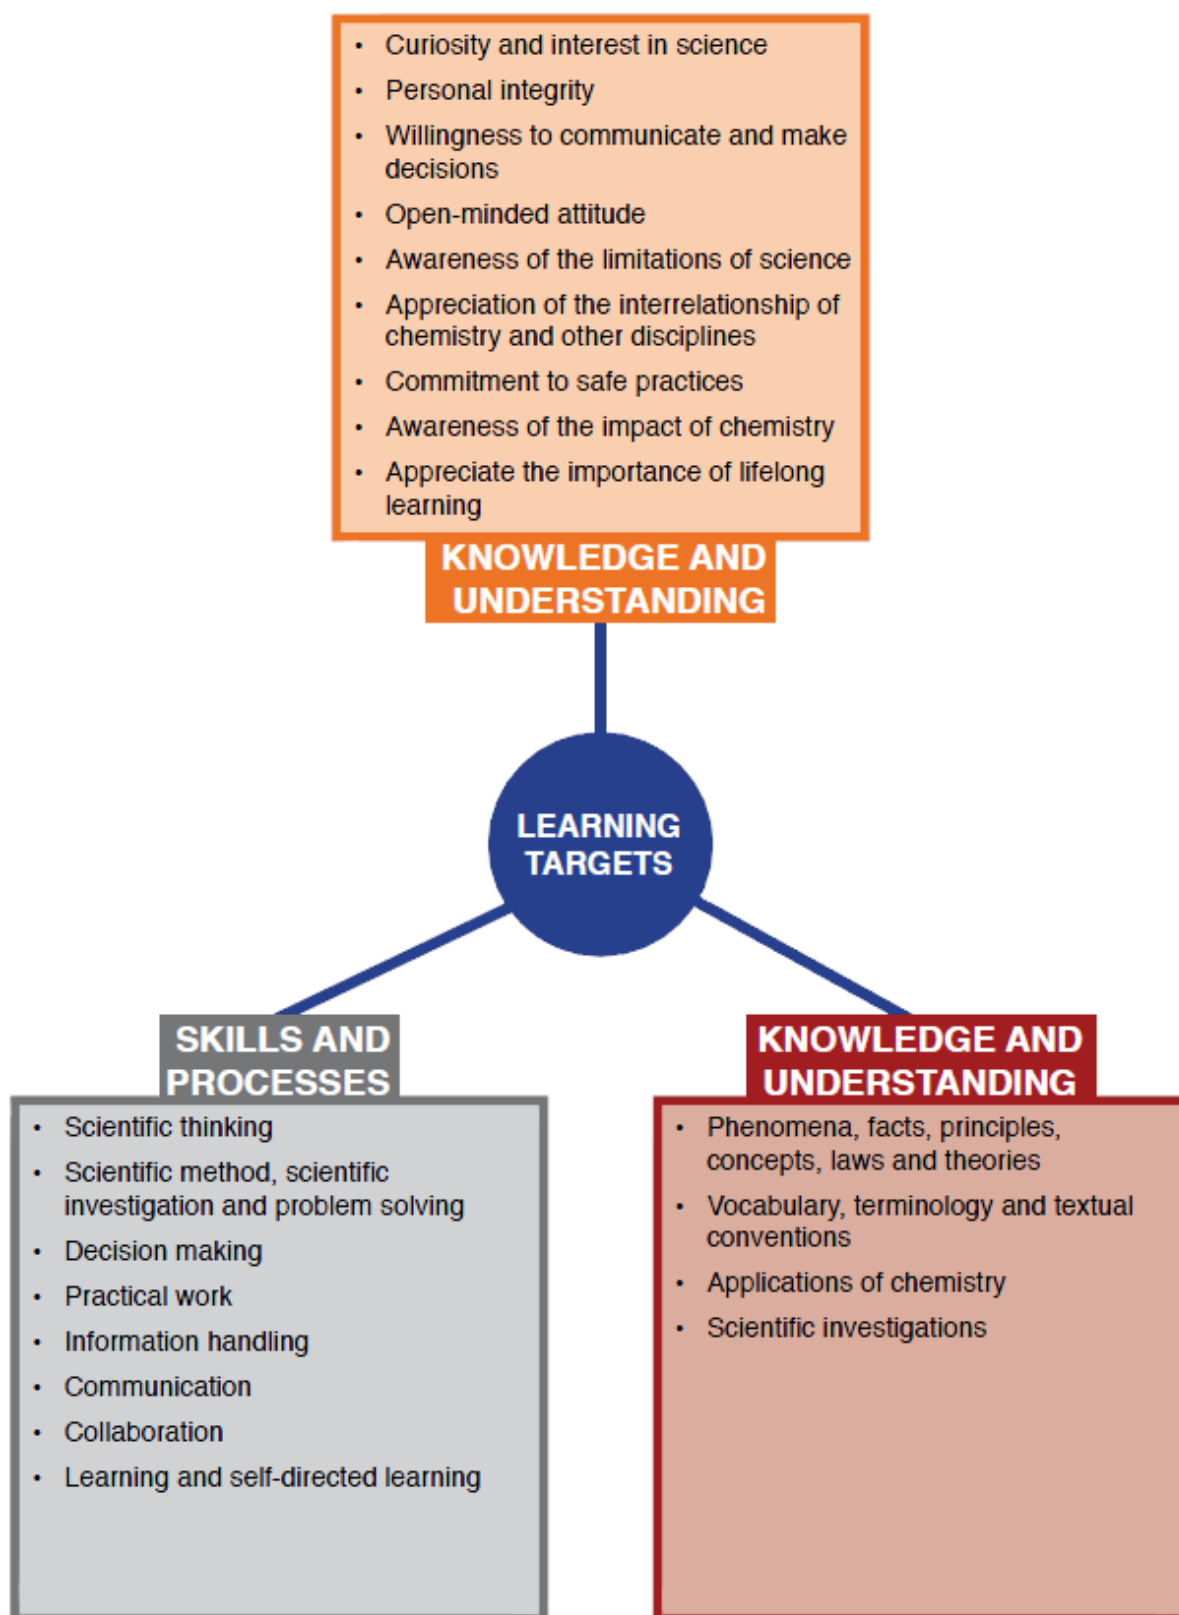 • Curiosity and interest in science
• Personal integrity
• Willingness to communicate and make
decisions
• Open-minded attitude
• Awareness of the limitations of science
• Appreciation of the interrelationship of
chemistry and other disciplines
• Commitment to safe practices
• Awareness of the impact of chemistry
• Appreciate the importance of lifelong
learning
KNOWLEDGE AND
UNDERSTANDING
LEARNING
TARGETS
SKILLS AND
PROCESSES
• Scientific thinking
• Scientific method, scientific
investigation and problem solving
• Decision making
• Practical work
• Information handling
• Communication
• Collaboration
• Learning and self-directed learning
KNOWLEDGE AND
UNDERSTANDING
• Phenomena, facts, principles,
concepts, laws and theories
• Vocabulary, terminology and textual
conventions
• Applications of chemistry
• Scientific investigations